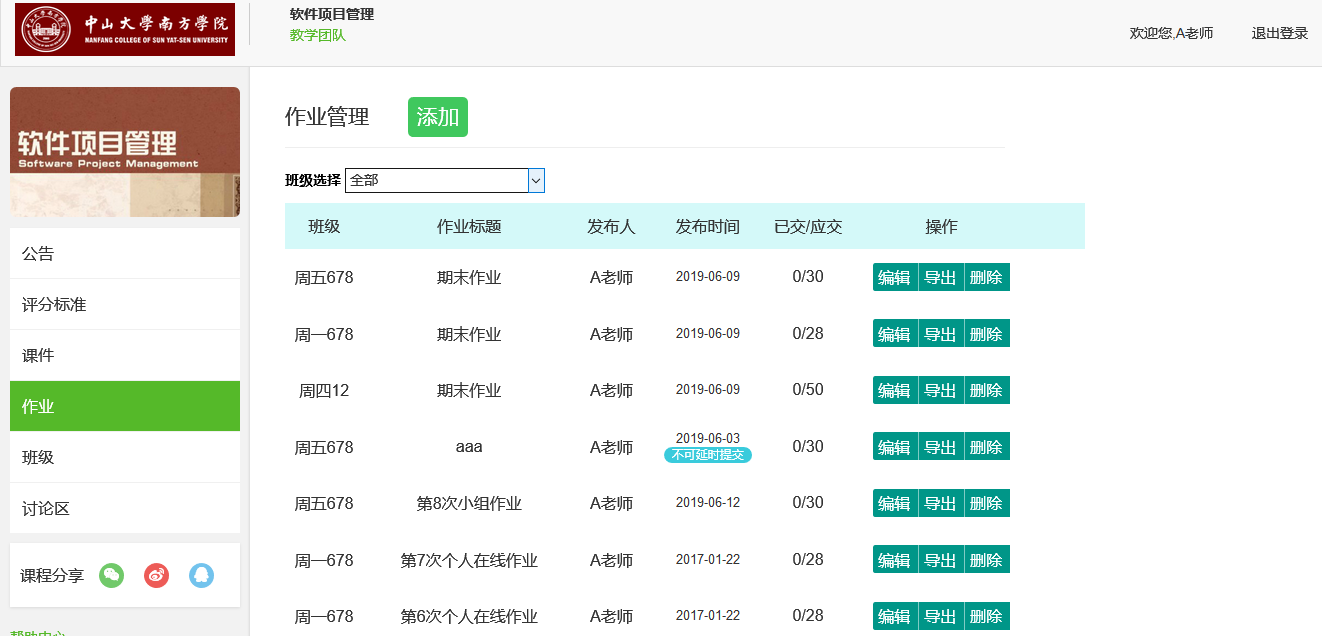 中山大学南方学院
NANFANG COLLEGE OF SUN YAT-SEN UNIVERSITY
软件项目管理
教学团队
欢迎您,A老师 退出登录
软件项目管理
Software Project Management
公告
评分标准
课件
作业
班级
讨论区
课程分享
帮助中心
作业管理 添加
班级选择 全部
班级 作业标题 发布人 发布时间 已交/应交 操作
周五678 期末作业 A老师 2019-06-09 0/30 编辑 导出 删除
周一678 期末作业 A老师 2019-06-09 0/28 编辑 导出 删除
周四12 期末作业 A老师 2019-06-09 0/50 编辑 导出 删除
周五678 aaa A老师 2019-06-03 0/30 编辑 导出 删除
不可延时提交
周五678 第8次小组作业 A老师 2019-06-12 0/30 编辑 导出 删除
周一678 第7次个人在线作业 A老师 2017-01-22 0/28 编辑 导出 删除
周一678 第6次个人在线作业 A老师 2017-01-22 0/28 编辑 导出 删除